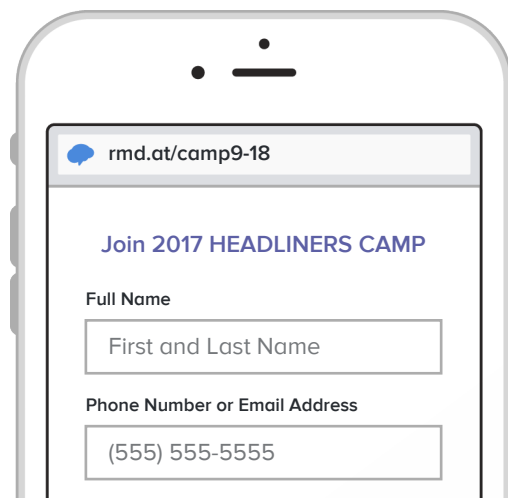 rmd.at/camp9-18
Join 2017 HEADLINERS CAMP
Full Name
First and Last Name
Phone Number or Email Address
(555) 555-5555